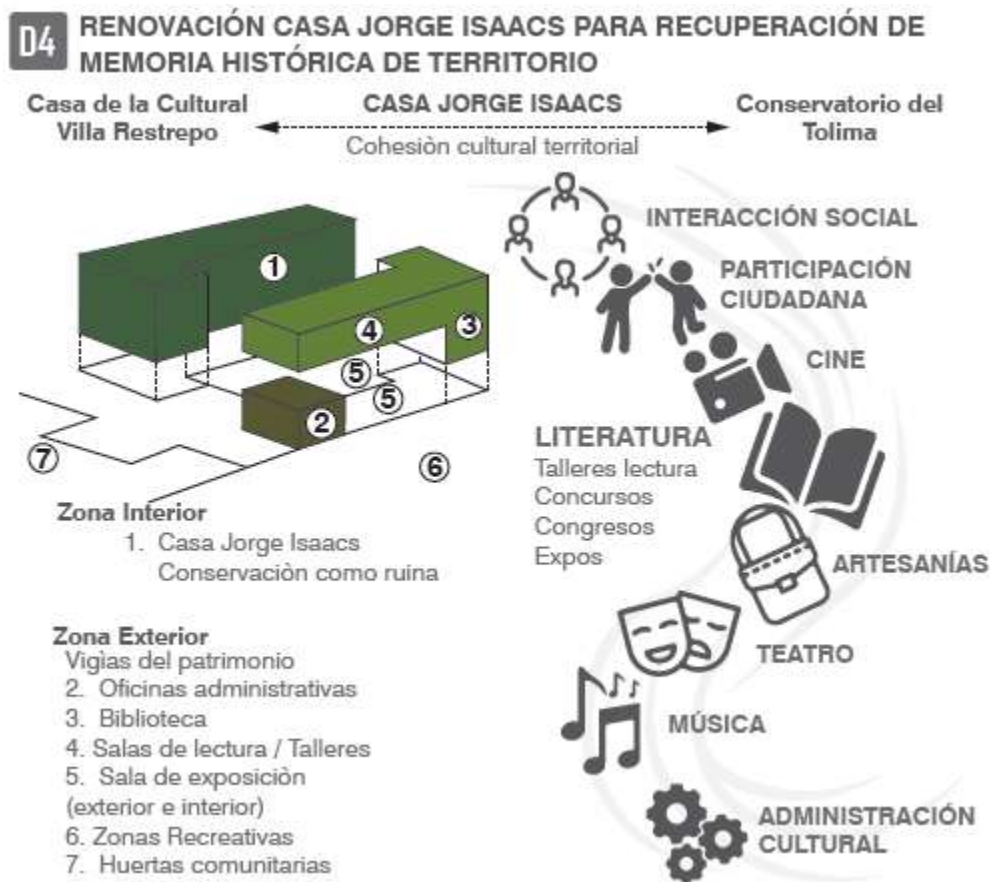 D4 RENOVACIÓN CASA JORGE ISAACS PARA RECUPERACIÓN DE
MEMORIA HISTÓRICA DE TERRITORIO
Casa de la Cultural
Villa Restrepo
CASA JORGE ISAACS
Cohesiòn cultural territorial
Conservatorio del
Tolima
1
4
3
5
5
2
7
6
Zona Interior
1. Casa Jorge Isaacs
Conservaciòn como ruina
Zona Exterior
Vigìas del patrimonio
2. Oficinas administrativas
3. Biblioteca
4. Salas de lectura / Talleres
5. Sala de exposiciòn
(exterior e interior)
6. Zonas Recreativas
7. Huertas comunitarias
INTERACCIÓN SOCIAL
PARTICIPACIÓN
CIUDADANA
CINE
LITERATURA
Talleres lectura
Concursos
Congresos
Expos
ARTESANÍAS
TEATRO
MÚSICA
ADMINISTRACIÓN
CULTURAL